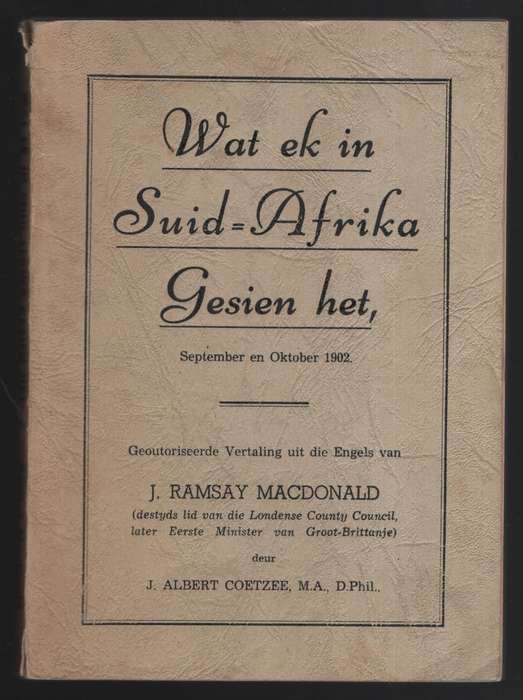 Wat ek in
Suid=Afrika
Gesien het,
September en Oktober 1902.
Geoutoriseerde Vertaling uit die Engels van
J. RAMSAY MACDONALD
(destyds lid van die Londense County Council,
later Eerste Minister van Groot-Brittanje)
deur
J. ALBERT COETZEE, M.A., D.Phil..